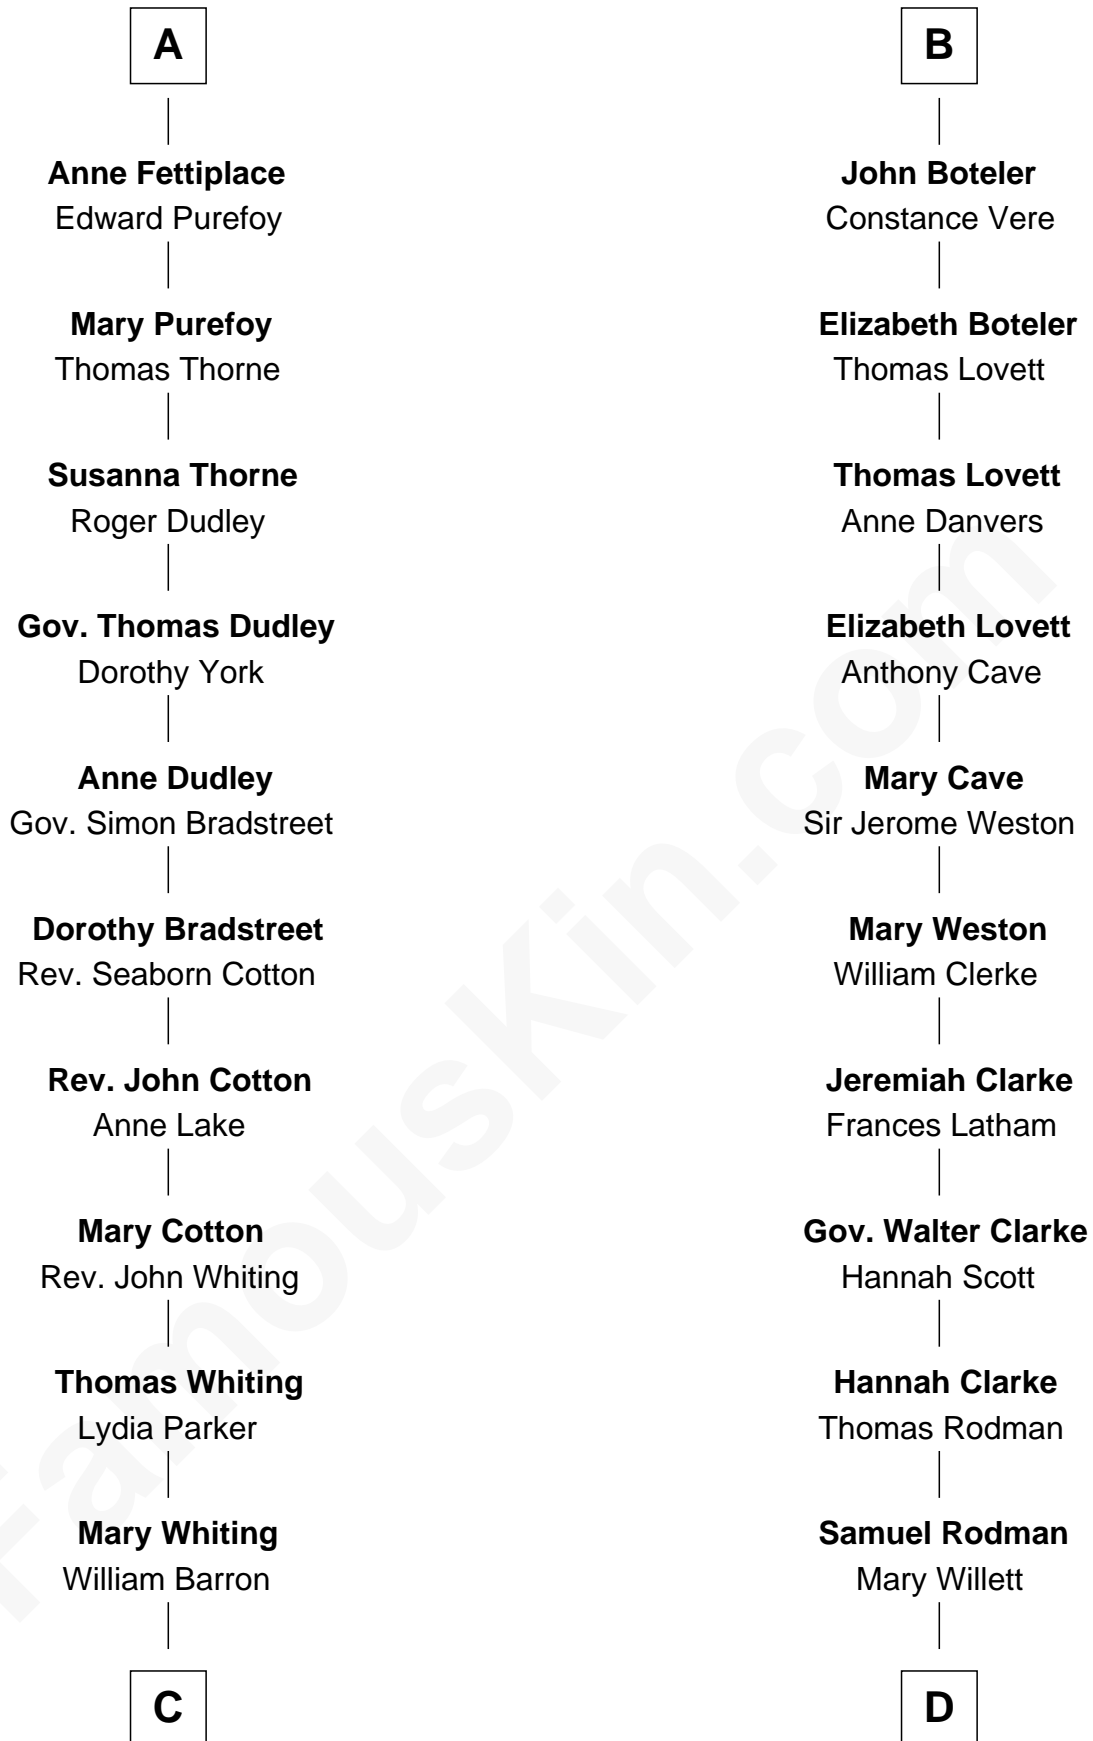 A
Anne Fettiplace
Edward Purefoy
Mary Purefoy
Thomas Thorne
Susanna Thorne
Roger Dudley
Gov. Thomas Dudley
Dorothy York
Anne Dudley
Gov. Simon Bradstreet
Dorothy Bradstreet
Rev. Seaborn Cotton
Rev. John Cotton
Anne Lake
Mary Cotton
Rev. John Whiting
Thomas Whiting
Lydia Parker
Mary Whiting
William Barron
C
B
John Boteler
Constance Vere
Elizabeth Boteler
Thomas Lovett
Thomas Lovett
Anne Danvers
Elizabeth Lovett
Anthony Cave
Mary Cave
Sir Jerome Weston
Mary Weston
William Clerke
Jeremiah Clarke
Frances Latham
Gov. Walter Clarke
Hannah Scott
Hannah Clarke
Thomas Rodman
Samuel Rodman
Mary Willett
D
FamousKin.com